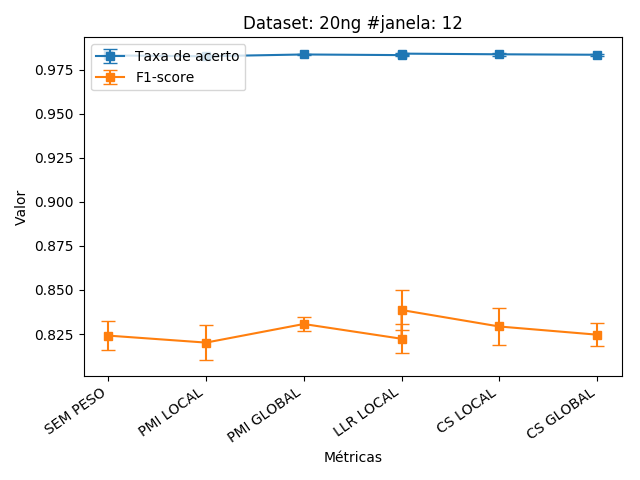 Dataset: 20ng #janela: 12
Taxa de acerto
F1-score
0.975
0.950
0.925
0.900
0.875
0.850
0.825
Valor
SEM PESO
PMI LOCAL
PMI GLOBAL
LLR LOCAL
CS LOCAL
CS GLOBAL
Métricas